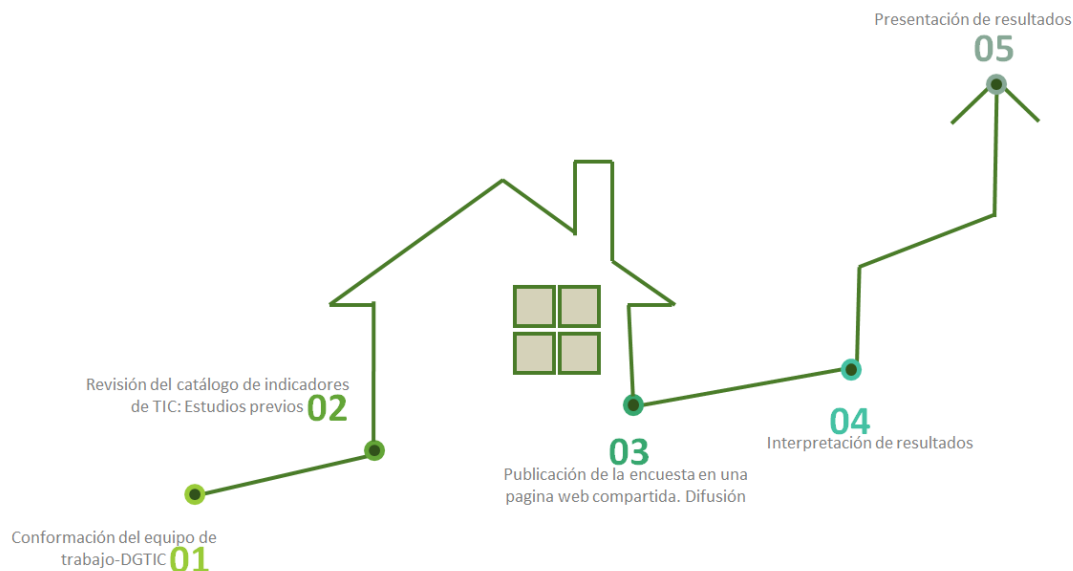 Conformación del equipo de
trabajo-DGTIC 01
Revisión del catálogo de indicadores
de TIC: Estudios previos 02
03
Publicación de la encuesta en una
pagina web compartida. Difusión
04
Interpretación de resultados
Presentación de resultados
05